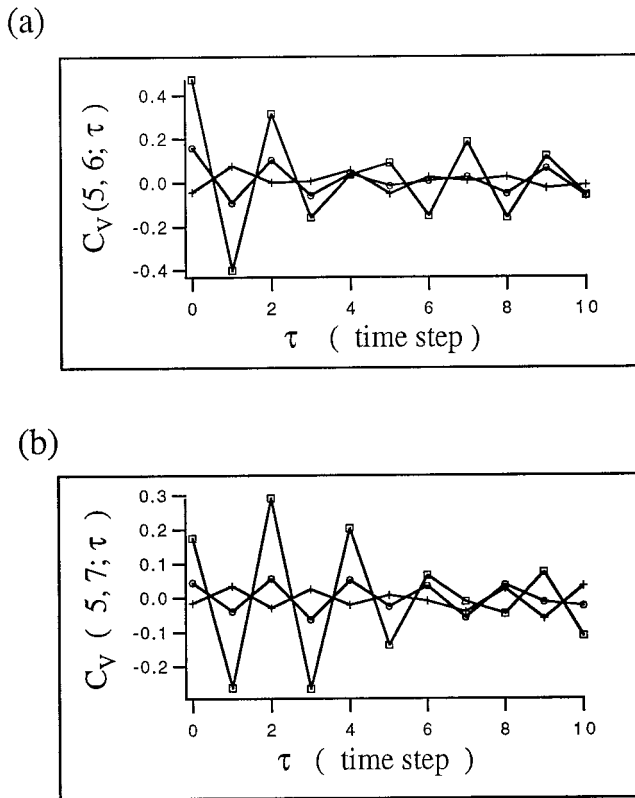 (a)
C_V(5, 6; τ)
0.4
0.2
0.0
-0.2
-0.4
0 2 4 6 8 10
τ ( time step)
(b)
C_V ( 5, 7; τ)
0.3
0.2
0.1
0.0
-0.1
-0.2
0 2 4 6 8 10
τ ( time step )